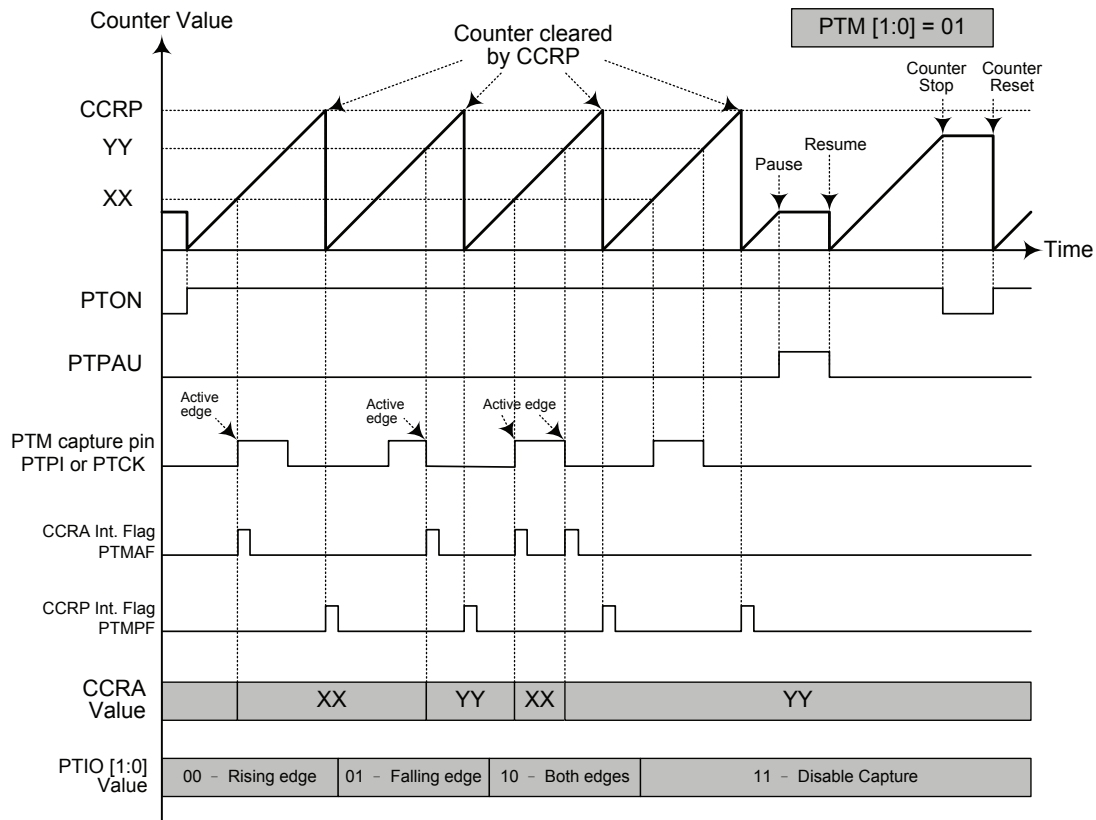 Counter Value
PTM [1:0] = 01
Counter cleared
by CCRP
Counter
Stop
Counter
Reset
CCRP
YY
XX
Pause
Resume
Time
PTON
PTPAU
Active
edge
Active
edge
Active edge
PTM capture pin
PTPI or PTCK
CCRA Int. Flag
PTMAF
CCRP Int. Flag
PTMPF
CCRA
Value
XX
YY
XX
YY
PTIO [1:0]
Value
00 - Rising edge
01 - Falling edge
10 - Both edges
11 - Disable Capture